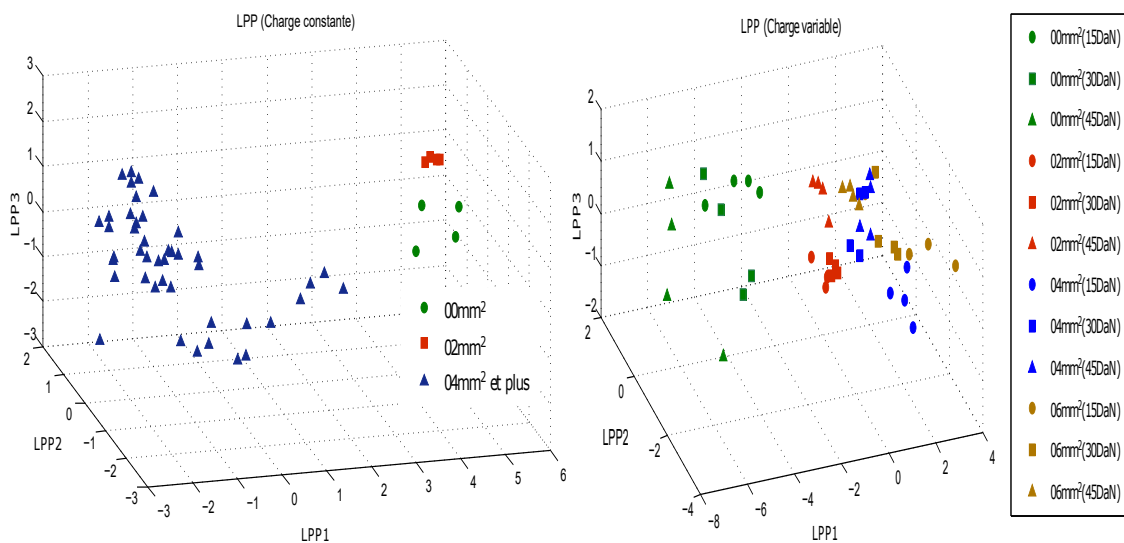 LPP (Charge constante)
3
2
1
0
−1
−2
−3
LPP3
2
1
0
−1
−2
−3
LPP2
−3
−2
−1
0
1
2
3
4
5
6
LPP1
00mm²
02mm²
04mm² et plus
LPP (Charge variable)
2
1
0
−1
−2
LPP3
2
0
−2
−4
LPP2
−8
−6
−4
−2
0
2
4
LPP1
00mm²(15DaN)
00mm²(30DaN)
00mm²(45DaN)
02mm²(15DaN)
02mm²(30DaN)
02mm²(45DaN)
04mm²(15DaN)
04mm²(30DaN)
04mm²(45DaN)
06mm²(15DaN)
06mm²(30DaN)
06mm²(45DaN)